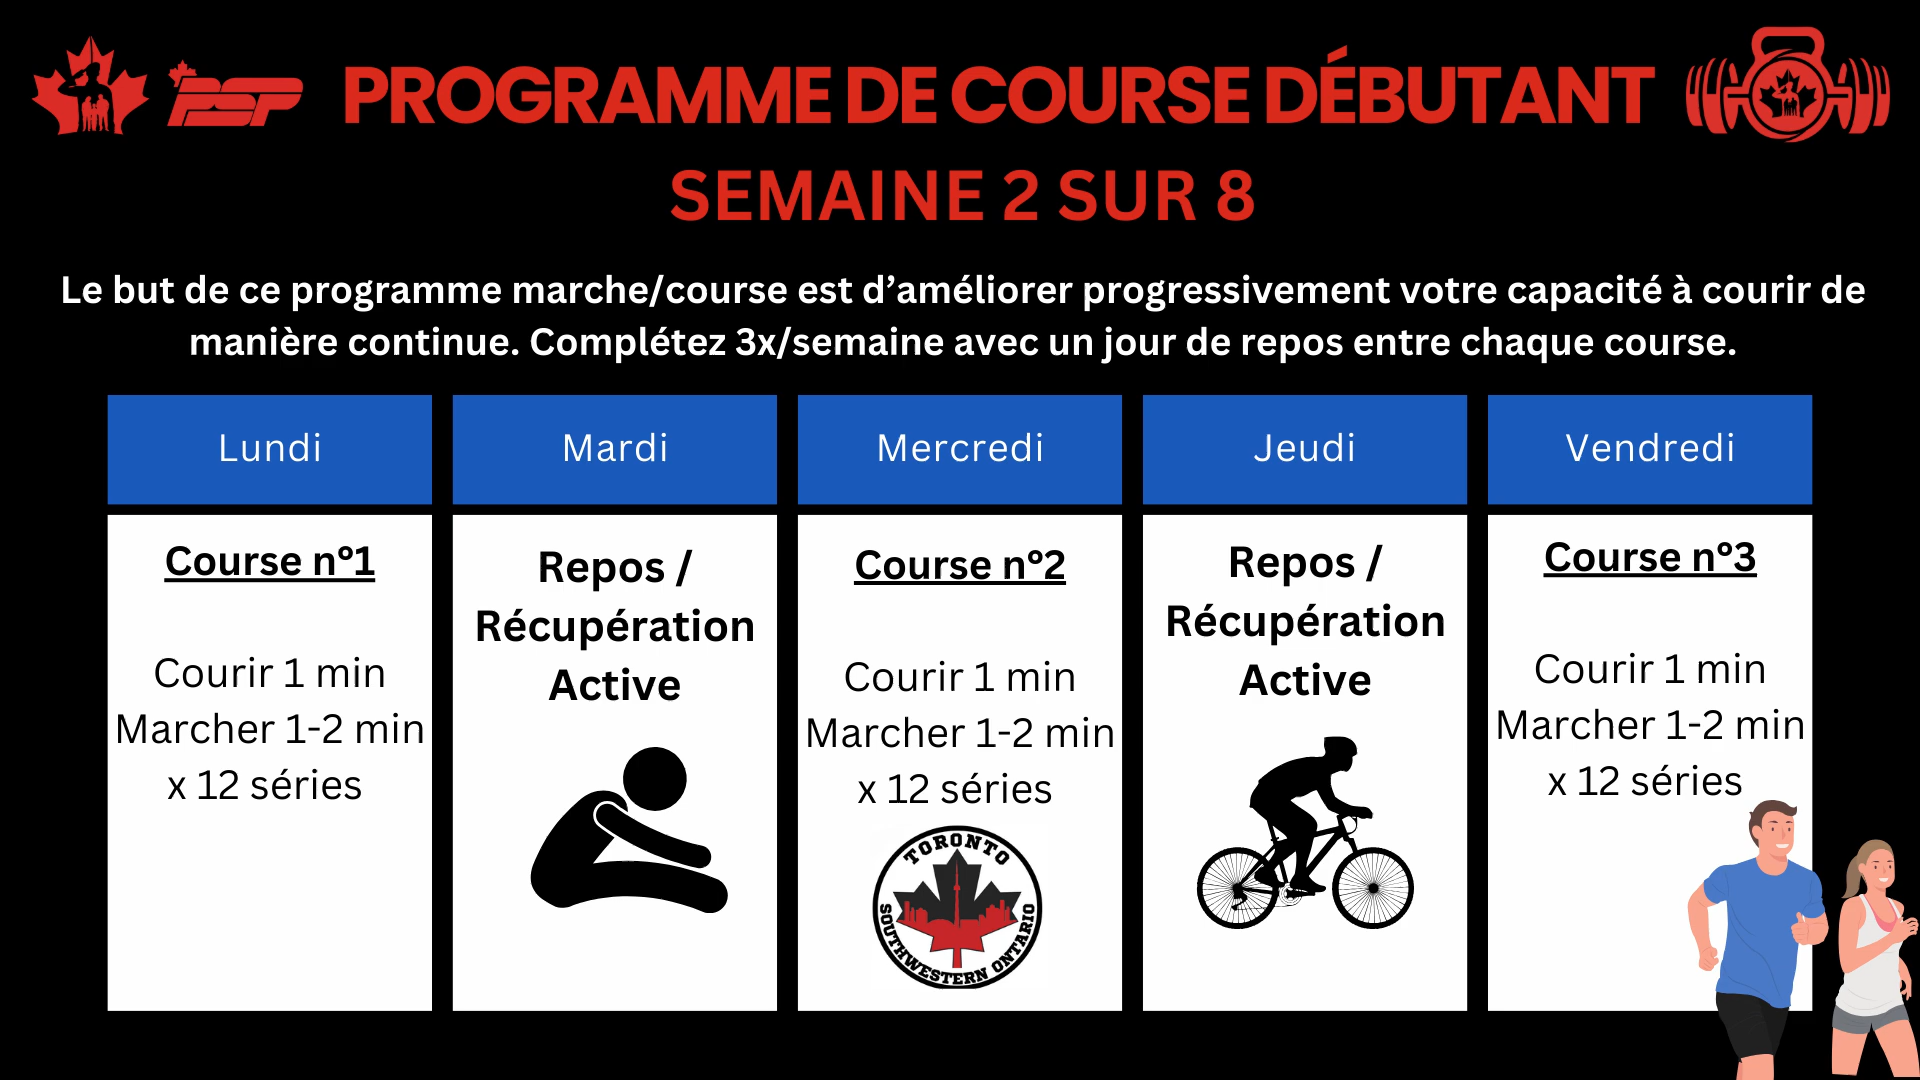 PSP
PROGRAMME DE COURSE DÉBUTANT
SEMAINE 2 SUR 8
Le but de ce programme marche/course est d’améliorer progressivement votre capacité à courir de
manière continue. Complétez 3x/semaine avec un jour de repos entre chaque course.
Lundi
Course n°1
Courir 1 min
Marcher 1-2 min
x 12 séries
Mardi
Repos /
Récupération
Active
Mercredi
Course n°2
Courir 1 min
Marcher 1-2 min
x 12 séries
TORONTO
SOUTHWESTERN ONTARIO
Jeudi
Repos /
Récupération
Active
Vendredi
Course n°3
Courir 1 min
Marcher 1-2 min
x 12 séries